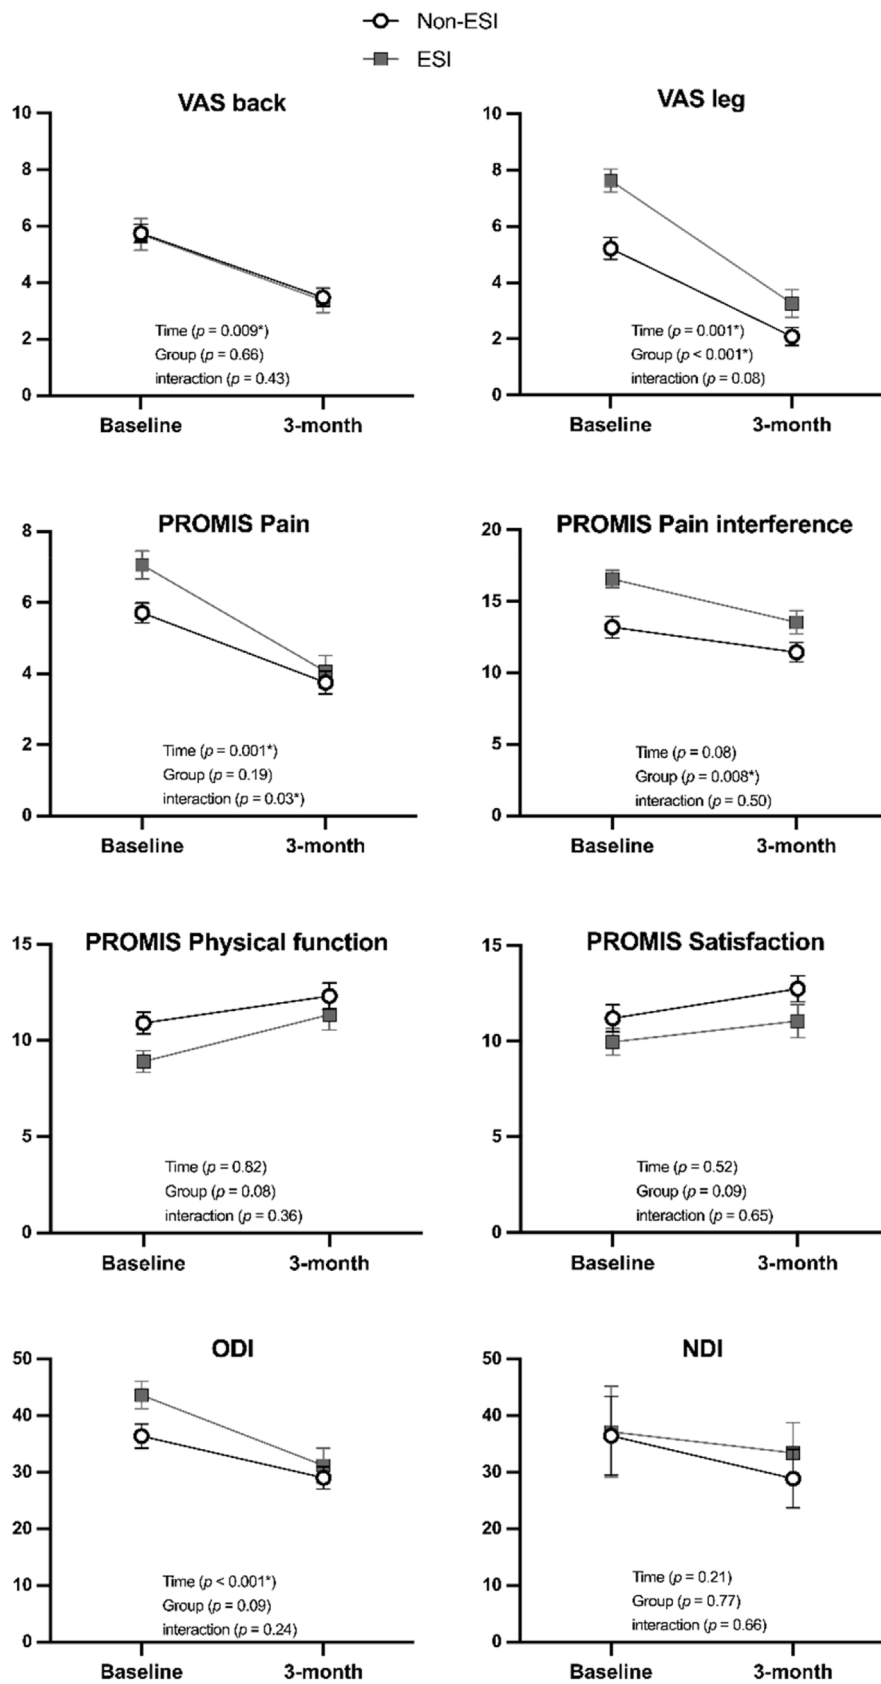 Non-ESI
ESI
VAS back
10
8
6
4
2
0
Time (p = 0.009*)
Group (p = 0.66)
interaction (p = 0.43)
Baseline
3-month
VAS leg
10
8
6
4
2
0
Time (p = 0.001*)
Group (p < 0.001*)
interaction (p = 0.08)
Baseline
3-month
PROMIS Pain
8
6
4
2
0
Time (p = 0.001*)
Group (p = 0.19)
interaction (p = 0.03*)
Baseline
3-month
PROMIS Pain interference
20
15
10
5
0
Time (p = 0.08)
Group (p = 0.008*)
interaction (p = 0.50)
Baseline
3-month
PROMIS Physical function
15
10
5
0
Time (p = 0.82)
Group (p = 0.08)
interaction (p = 0.36)
Baseline
3-month
PROMIS Satisfaction
15
10
5
0
Time (p = 0.52)
Group (p = 0.09)
interaction (p = 0.65)
Baseline
3-month
ODI
50
40
30
20
10
0
Time (p < 0.001*)
Group (p = 0.09)
interaction (p = 0.24)
Baseline
3-month
NDI
50
40
30
20
10
0
Time (p = 0.21)
Group (p = 0.77)
interaction (p = 0.66)
Baseline
3-month